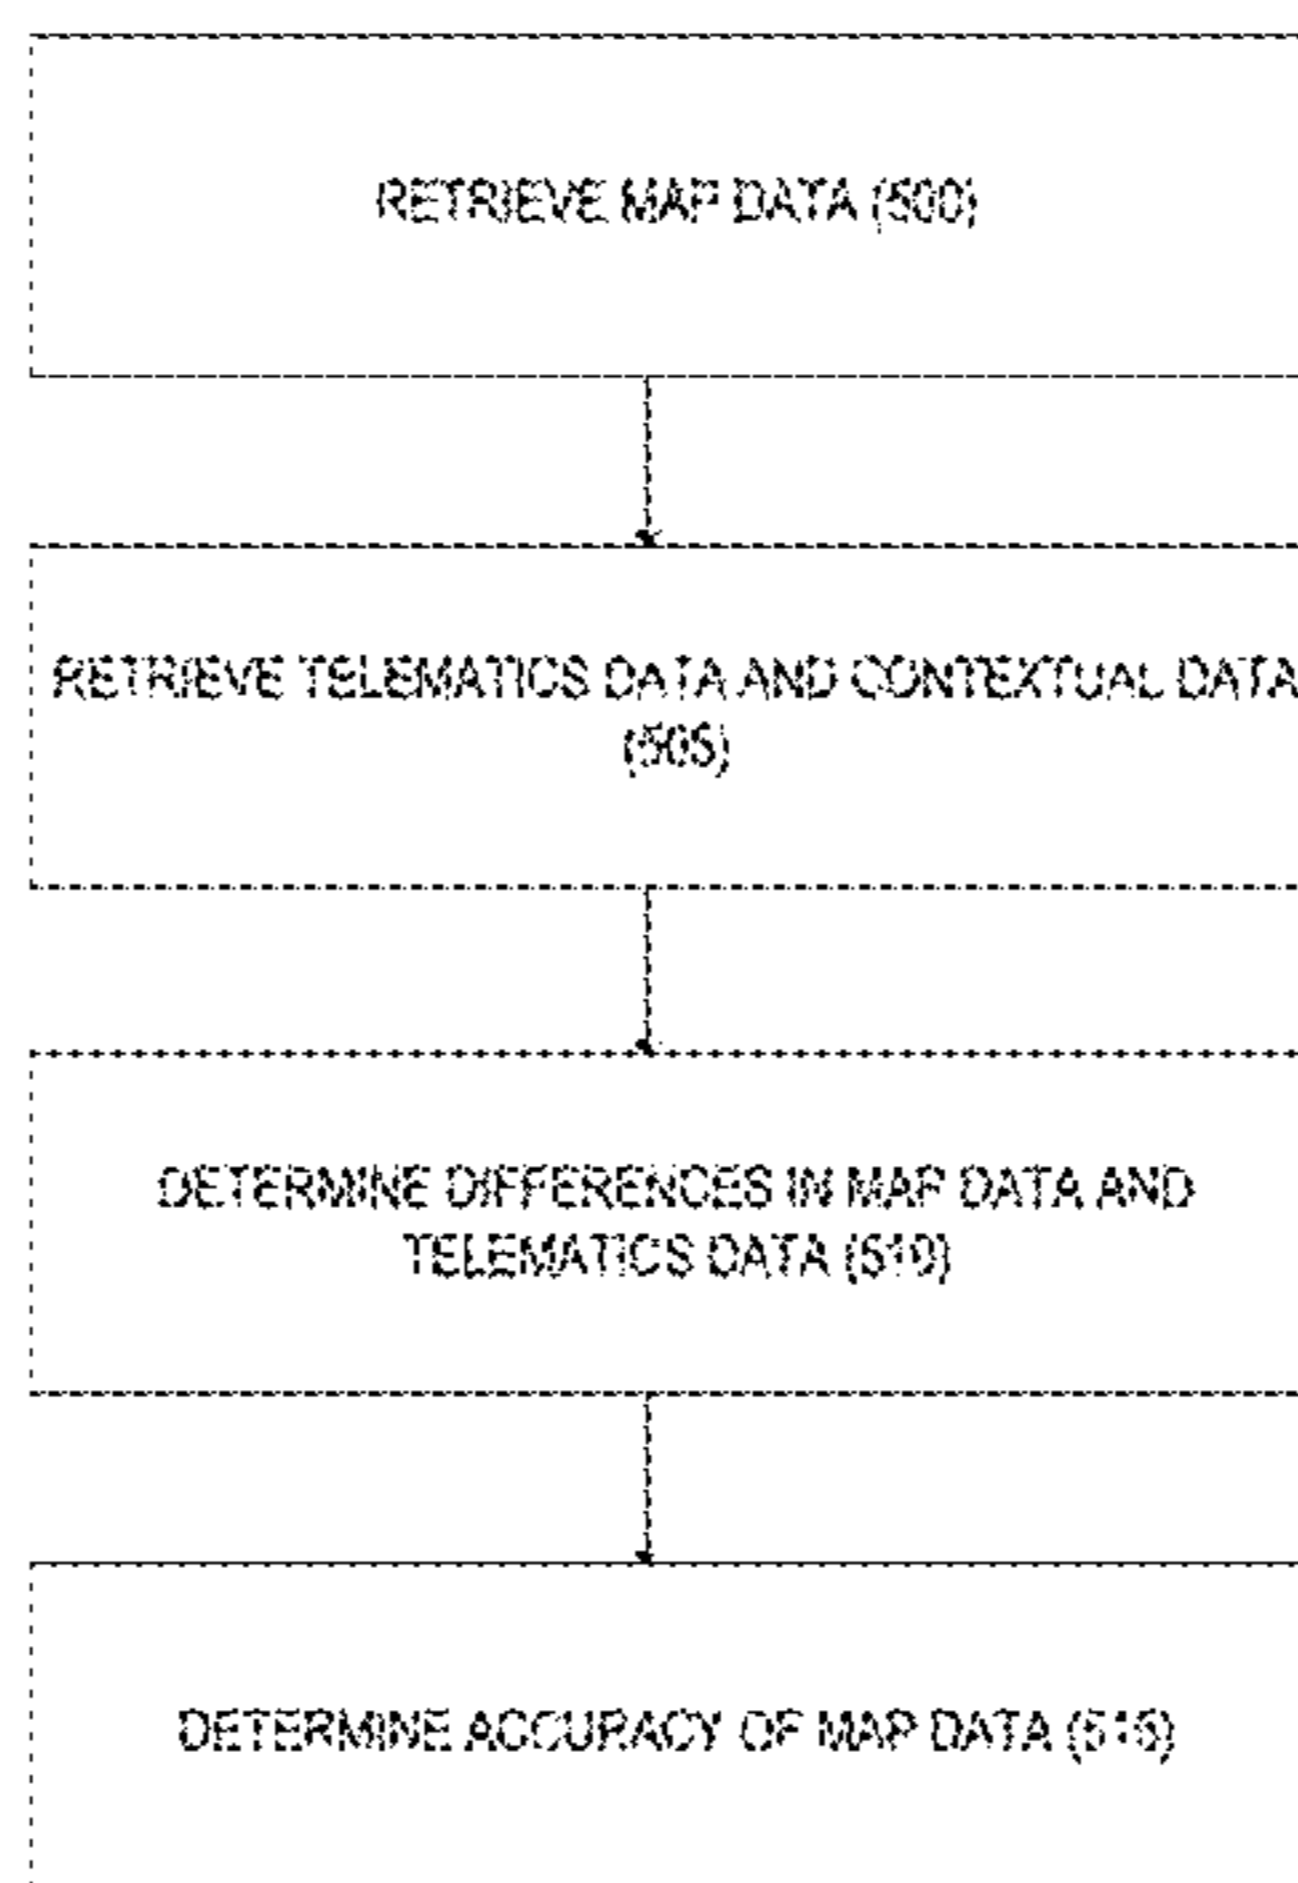 RETRIEVE MAP DATA (500)
RETRIEVE TELEMATICS DATA AND CONTEXTUAL DATA
(505)
DETERMINE DIFFERENCES IN MAP DATA AND
TELEMATICS DATA (510)
DETERMINE ACCURACY OF MAP DATA (515)